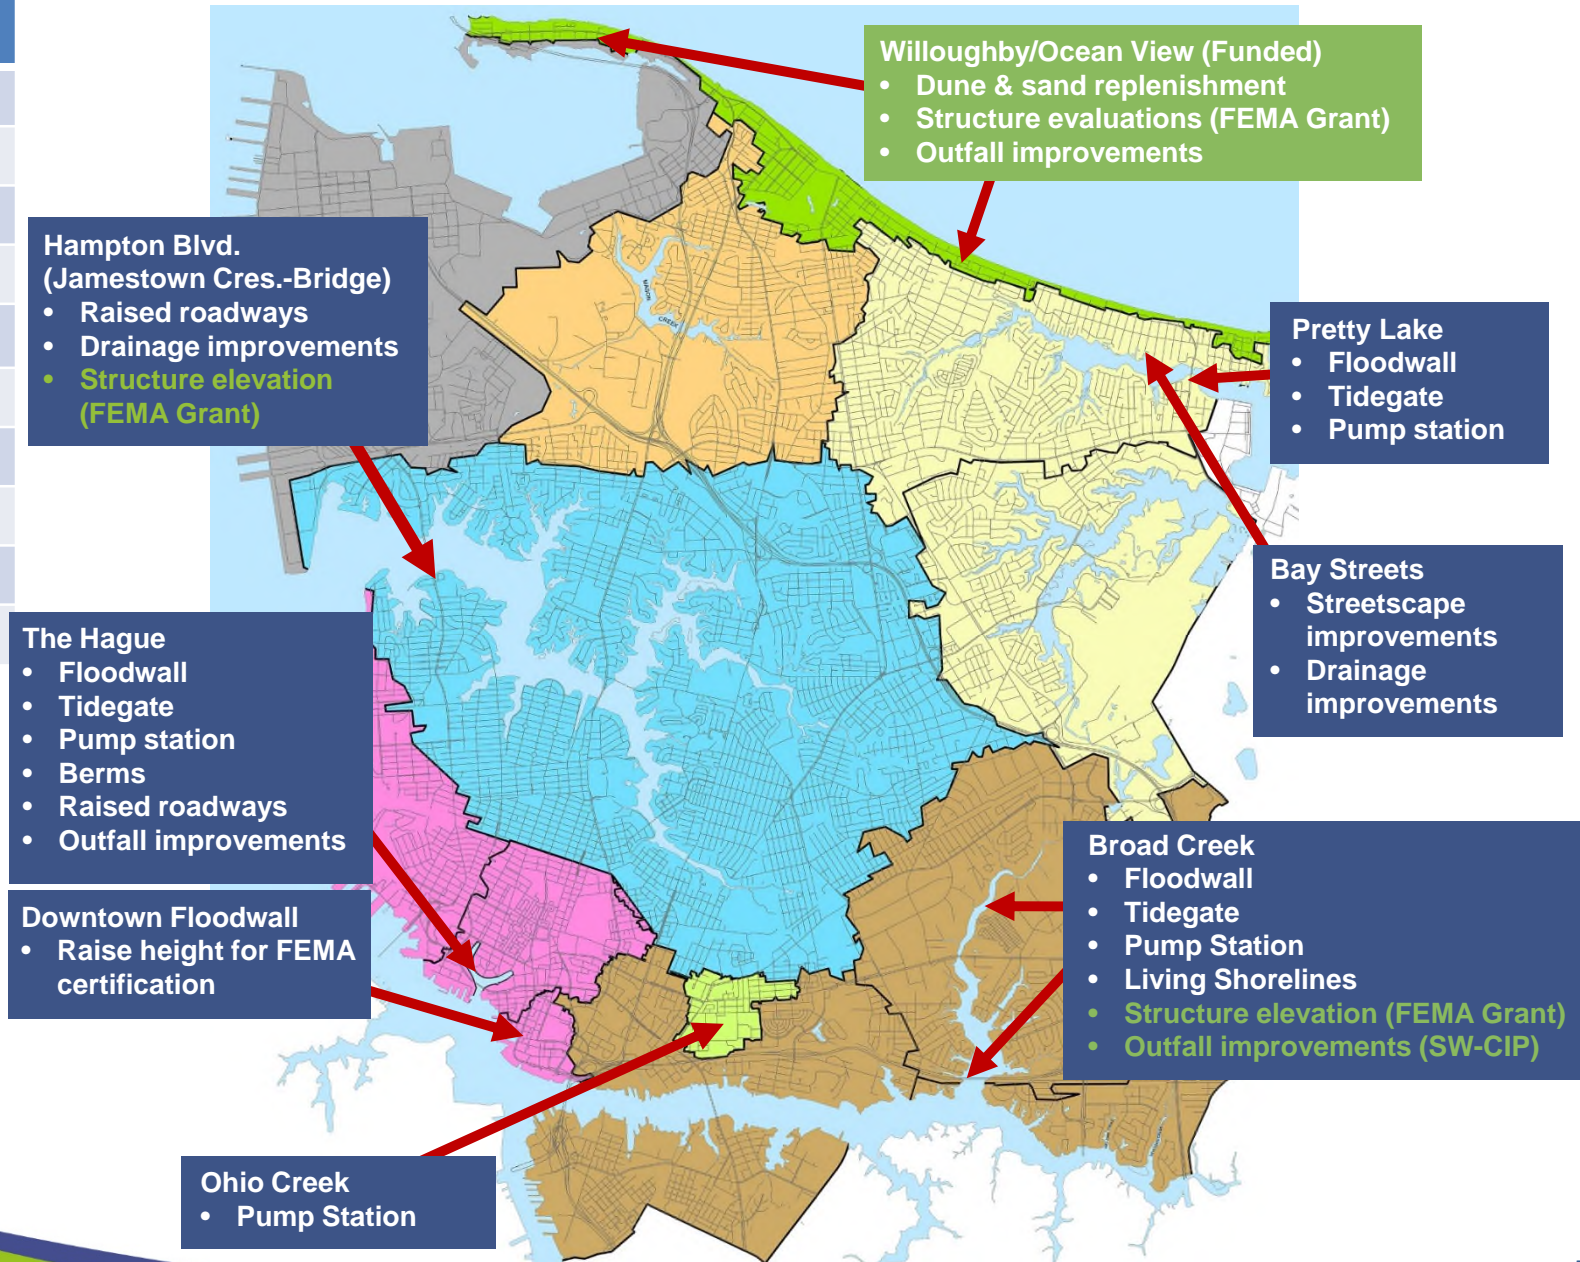 Willoughby/Ocean View (Funded)
• Dune & sand replenishment
• Structure evaluations (FEMA Grant)
• Outfall improvements
Hampton Blvd.
(Jamestown Cres.-Bridge)
• Raised roadways
• Drainage improvements
• Structure elevation
(FEMA Grant)
MASON
CREEK
Pretty Lake
• Floodwall
• Tidegate
• Pump station
Bay Streets
• Streetscape
improvements
• Drainage
improvements
The Hague
• Floodwall
• Tidegate
• Pump station
• Berms
• Raised roadways
• Outfall improvements
Downtown Floodwall
• Raise height for FEMA
certification
Broad Creek
• Floodwall
• Tidegate
• Pump Station
• Living Shorelines
• Structure elevation (FEMA Grant)
• Outfall improvements (SW-CIP)
Ohio Creek
• Pump Station